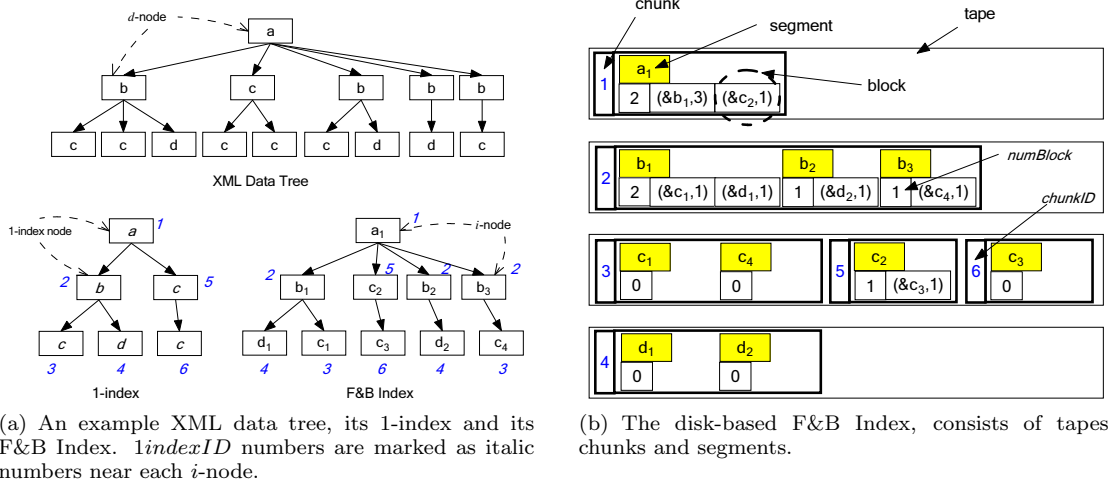 d-node
a
b c b b b
c c d c c c d d c
XML Data Tree
1-index node
a 1
2 b c 5
c d c
3 4 6
1-index
1
a1 i-node
2 5 2 2
b1 c2 b2 b3
d1 c1 c3 d2 c4
4 3 6 4 3
F&B Index
(a) An example XML data tree, its 1-index and its
F&B Index. 1indexID numbers are marked as italic
numbers near each i-node.
chunk
segment
tape
block
1
a1
2 (&b1,3) (&c2,1)
numBlock
2
b1 b2 b3
2 (&c1,1) (&d1,1) 1 (&d2,1) 1 (&c4,1)
chunkID
3
c1 c4
0 0
5
c2
1 (&c3,1)
6
c3
0
4
d1 d2
0 0
(b) The disk-based F&B Index, consists of tapes
chunks and segments.